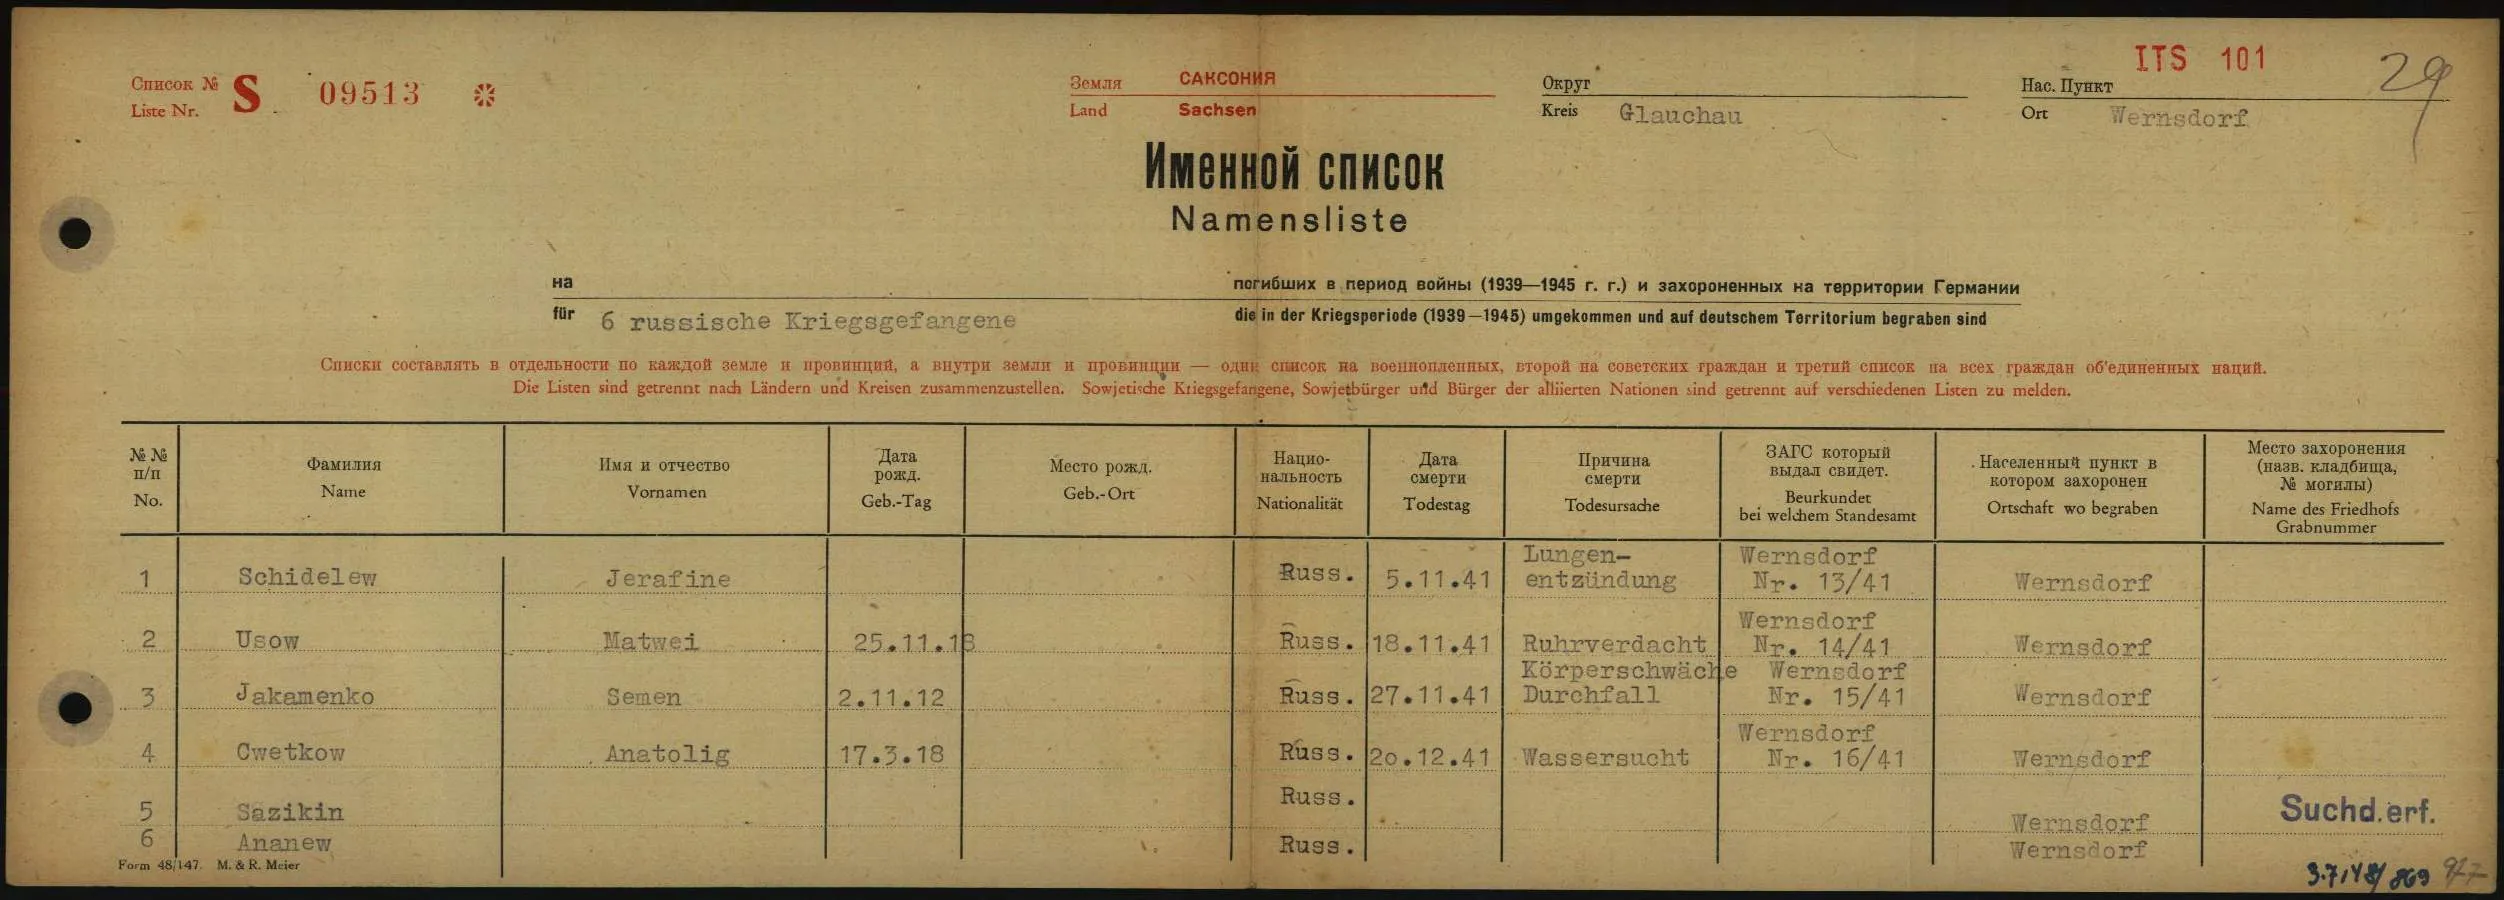 ITS 101
29
Список №
Liste Nr. S 09513
Земля САКСОНИЯ
Land Sachsen
Округ
Kreis Glauchau
Нас. Пункт
Ort Wernsdorf
Именной список
Namensliste
на погибших в период войны (1939—1945 г. г.) и захороненных на территории Германии
für 6 russische Kriegsgefangene die in der Kriegsperiode (1939—1945) umgekommen und auf deutschem Territorium begraben sind
Списки составлять в отдельности по каждой земле и провинций, а внутри земли и провинции — один список на военнопленных, второй на советских граждан и третий список на всех граждан об'единенных наций.
Die Listen sind getrennt nach Ländern und Kreisen zusammenzustellen. Sowjetische Kriegsgefangene, Sowjetbürger und Bürger der alliierten Nationen sind getrennt auf verschiedenen Listen zu melden.
№ № п/п No.
Фамилия Name
Имя и отчество Vornamen
Дата рожд. Geb.-Tag
Место рожд. Geb.-Ort
Нацио-нальность Nationalität
Дата смерти Todestag
Причина смерти Todesursache
ЗАГС который выдал свидет. Beurkundet bei welchem Standesamt
Населенный пункт в котором захоронен Ortschaft wo begraben
Место захоронения (назв. кладбища, № могилы) Name des Friedhofs Grabnummer
1 Schidelew Jerafine Russ. 5.11.41 Lungen-entzündung Wernsdorf Nr. 13/41 Wernsdorf
2 Usow Matwei 25.11.18 Russ. 18.11.41 Ruhrverdacht Wernsdorf Nr. 14/41 Wernsdorf
3 Jakamenko Semen 2.11.12 Russ. 27.11.41 Körperschwäche Durchfall Wernsdorf Nr. 15/41 Wernsdorf
4 Cwetkow Anatolig 17.3.18 Russ. 20.12.41 Wassersucht Wernsdorf Nr. 16/41 Wernsdorf
5 Sazikin Russ. Wernsdorf
6 Ananew Russ. Wernsdorf
Suchd.erf.
Form 48/147. M. & R. Meier